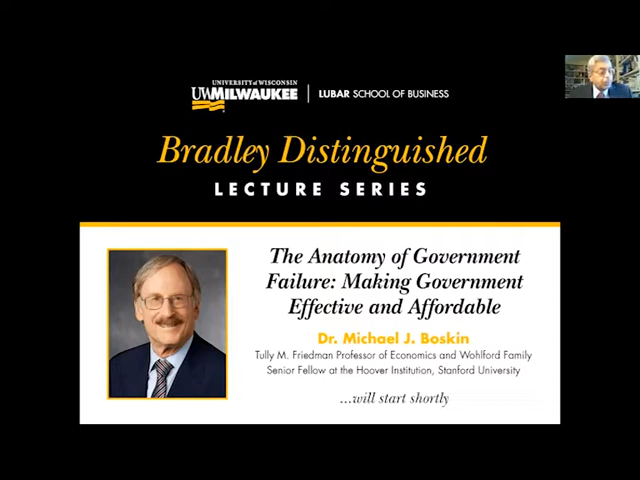 UNIVERSITY of WISCONSIN
UWMILWAUKEE
LUBAR SCHOOL OF BUSINESS
Bradley Distinguished
LECTURE SERIES
The Anatomy of Government
Failure: Making Government
Effective and Affordable
Dr. Michael J. Boskin
Tully M. Friedman Professor of Economics and Wohlford Family
Senior Fellow at the Hoover Institution, Stanford University
...will start shortly